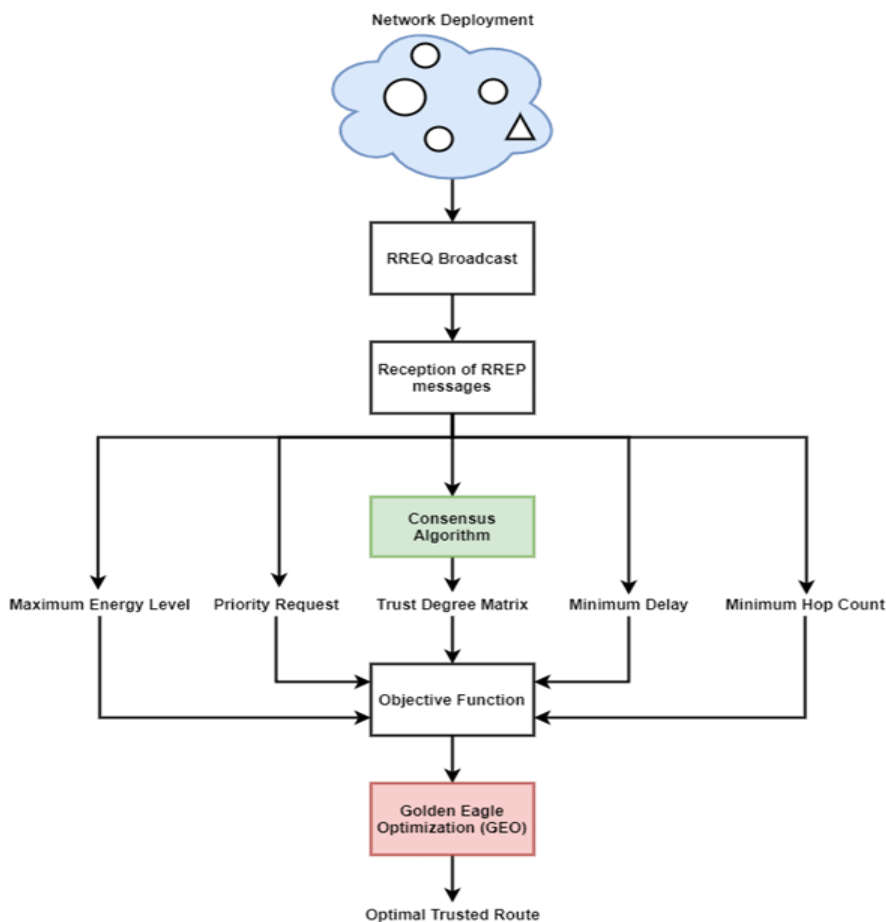 Network Deployment
RREQ Broadcast
Reception of RREP
messages
Consensus
Algorithm
Maximum Energy Level
Priority Request
Trust Degree Matrix
Minimum Delay
Minimum Hop Count
Objective Function
Golden Eagle
Optimization (GEO)
Optimal Trusted Route